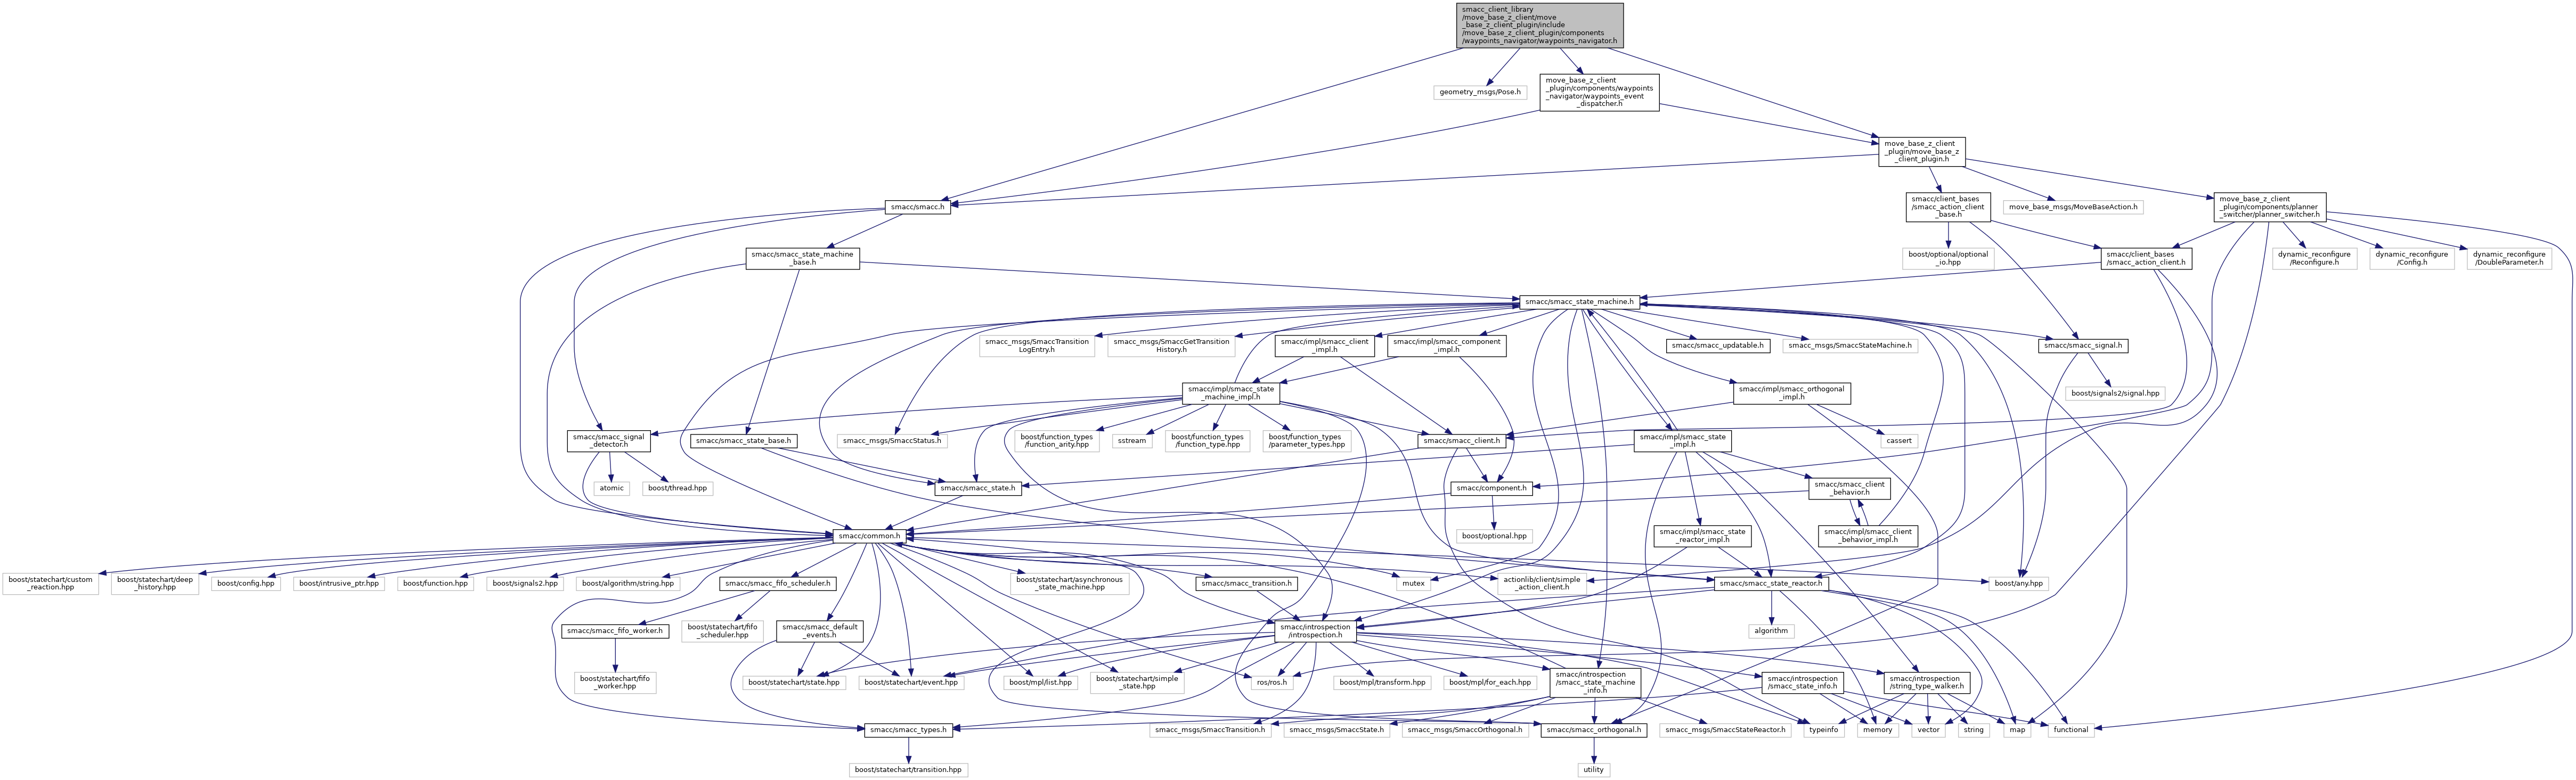 smacc_client_library
/move_base_z_client/move
_base_z_client_plugin/include
/move_base_z_client_plugin/components
/waypoints_navigator/waypoints_navigator.h
geometry_msgs/Pose.h
move_base_z_client
_plugin/components/waypoints
_navigator/waypoints_event
_dispatcher.h
move_base_z_client
_plugin/move_base_z
_client_plugin.h
smacc/smacc.h
smacc/client_bases
/smacc_action_client
_base.h
move_base_msgs/MoveBaseAction.h
move_base_z_client
_plugin/components/planner
_switcher/planner_switcher.h
smacc/smacc_state_machine
_base.h
boost/optional/optional
_io.hpp
smacc/client_bases
/smacc_action_client.h
dynamic_reconfigure
/Reconfigure.h
dynamic_reconfigure
/Config.h
dynamic_reconfigure
/DoubleParameter.h
smacc/smacc_state_machine.h
smacc_msgs/SmaccTransition
LogEntry.h
smacc_msgs/SmaccGetTransition
History.h
smacc/impl/smacc_client
_impl.h
smacc/impl/smacc_component
_impl.h
smacc/smacc_updatable.h
smacc_msgs/SmaccStateMachine.h
smacc/smacc_signal.h
smacc/impl/smacc_state
_machine_impl.h
smacc/impl/smacc_orthogonal
_impl.h
boost/signals2/signal.hpp
smacc/smacc_signal
_detector.h
smacc/smacc_state_base.h
smacc_msgs/SmaccStatus.h
boost/function_types
/function_arity.hpp
sstream
boost/function_types
/function_type.hpp
boost/function_types
/parameter_types.hpp
smacc/smacc_client.h
smacc/impl/smacc_state
_impl.h
cassert
atomic
boost/thread.hpp
smacc/smacc_state.h
smacc/component.h
smacc/smacc_client
_behavior.h
smacc/common.h
boost/optional.hpp
smacc/impl/smacc_state
_reactor_impl.h
smacc/impl/smacc_client
_behavior_impl.h
boost/statechart/custom
_reaction.hpp
boost/statechart/deep
_history.hpp
boost/config.hpp
boost/intrusive_ptr.hpp
boost/function.hpp
boost/signals2.hpp
boost/algorithm/string.hpp
smacc/smacc_fifo_scheduler.h
boost/statechart/asynchronous
_state_machine.hpp
smacc/smacc_transition.h
mutex
actionlib/client/simple
_action_client.h
smacc/smacc_state_reactor.h
boost/any.hpp
smacc/smacc_fifo_worker.h
boost/statechart/fifo
_scheduler.hpp
smacc/smacc_default
_events.h
smacc/introspection
/introspection.h
algorithm
boost/statechart/fifo
_worker.hpp
boost/statechart/state.hpp
boost/statechart/event.hpp
boost/mpl/list.hpp
boost/statechart/simple
_state.hpp
ros/ros.h
boost/mpl/transform.hpp
boost/mpl/for_each.hpp
smacc/introspection
/smacc_state_machine
_info.h
smacc/introspection
/smacc_state_info.h
smacc/introspection
/string_type_walker.h
smacc/smacc_types.h
smacc_msgs/SmaccTransition.h
smacc_msgs/SmaccState.h
smacc_msgs/SmaccOrthogonal.h
smacc/smacc_orthogonal.h
smacc_msgs/SmaccStateReactor.h
typeinfo
memory
vector
string
map
functional
boost/statechart/transition.hpp
utility